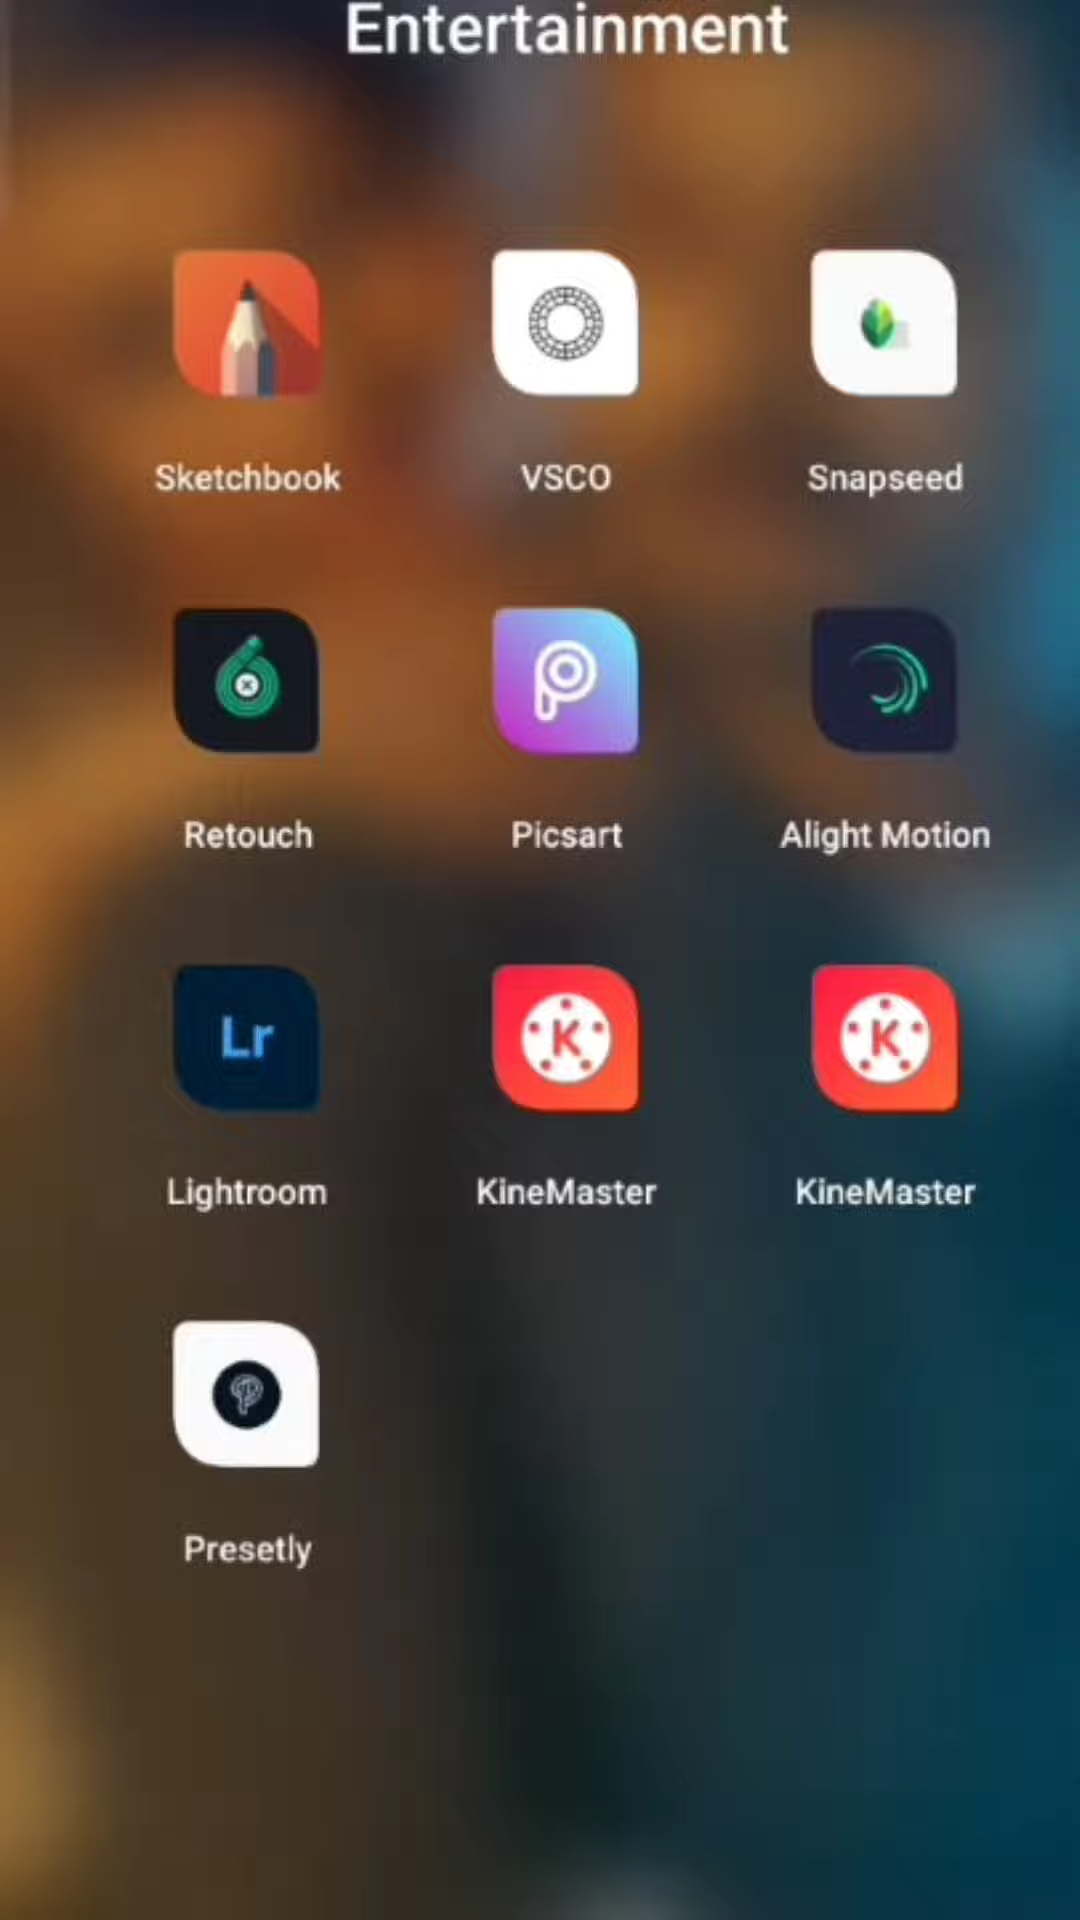 Entertainment
Sketchbook
VSCO
Snapseed
Retouch
Picsart
Alight Motion
Lr
K
K
Lightroom
KineMaster
KineMaster
Presetly